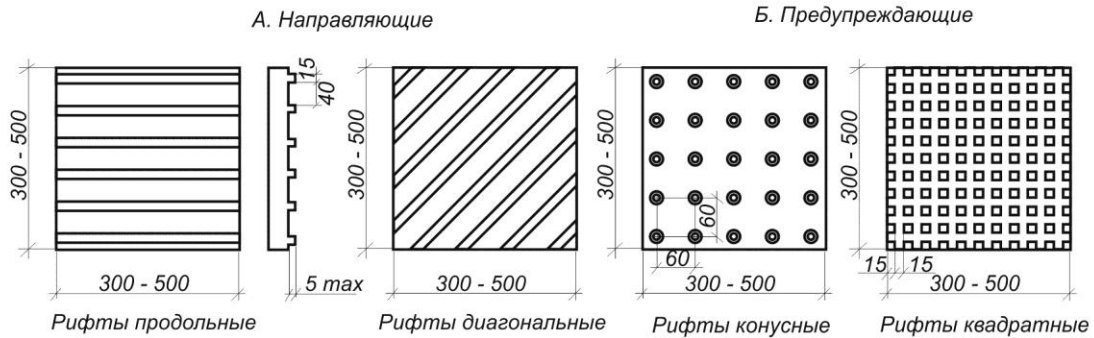 А. Направляющие
Б. Предупреждающие
300 - 500
300 - 500
15
40
5 max
300 - 500
300 - 500
300 - 500
60
60
300 - 500
300 - 500
15
15
300 - 500
Рифты продольные
Рифты диагональные
Рифты конусные
Рифты квадратные